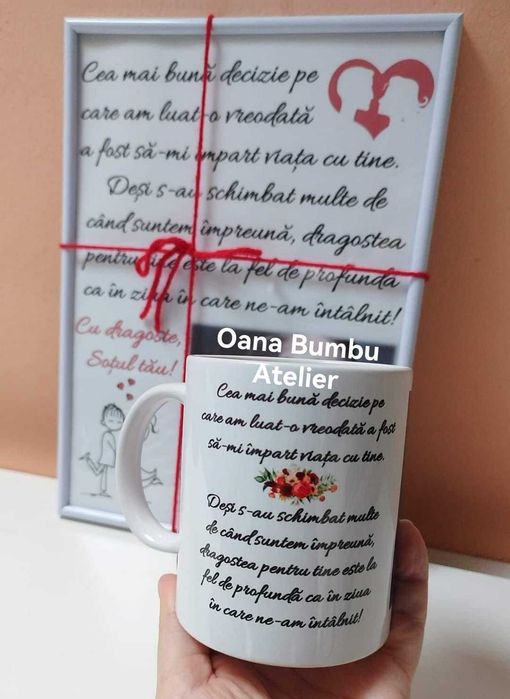 Cea mai bună decizie pe
care am luat-o vreodată
a fost să-mi împart viața cu tine.
Deși s-au schimbat multe de
când suntem împreună, dragostea
pentru tine este la fel de profundă
ca în ziua în care ne-am întâlnit!
Cu dragoste,
Soțul tău!
Oana Bumbu
Atelier
Cea mai bună decizie pe
care am luat-o vreodată a fost
să-mi împart viața cu tine.
Deși s-au schimbat multe
de când suntem împreună,
dragostea pentru tine este la
fel de profundă ca în ziua
în care ne-am întâlnit!